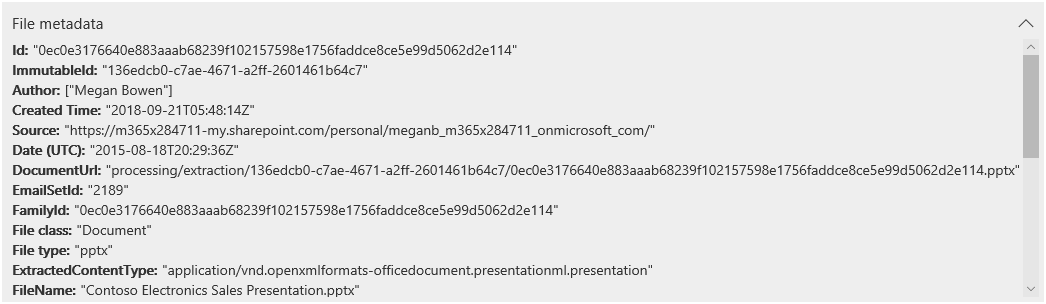 File metadata
Id: "0ec0e3176640e883aaab68239f102157598e1756faddce8ce5e99d5062d2e114"
ImmutableId: "136edcb0-c7ae-4671-a2ff-2601461b64c7"
Author: ["Megan Bowen"]
Created Time: "2018-09-21T05:48:14Z"
Source: "https://m365x284711-my.sharepoint.com/personal/meganb_m365x284711_onmicrosoft_com/"
Date (UTC): "2015-08-18T20:29:36Z"
DocumentUrl: "processing/extraction/136edcb0-c7ae-4671-a2ff-2601461b64c7/0ec0e3176640e883aaab68239f102157598e1756faddce8ce5e99d5062d2e114.pptx"
EmailSetId: "2189"
FamilyId: "0ec0e3176640e883aaab68239f102157598e1756faddce8ce5e99d5062d2e114"
File class: "Document"
File type: "pptx"
ExtractedContentType: "application/vnd.openxmlformats-officedocument.presentationml.presentation"
FileName: "Contoso Electronics Sales Presentation.pptx"